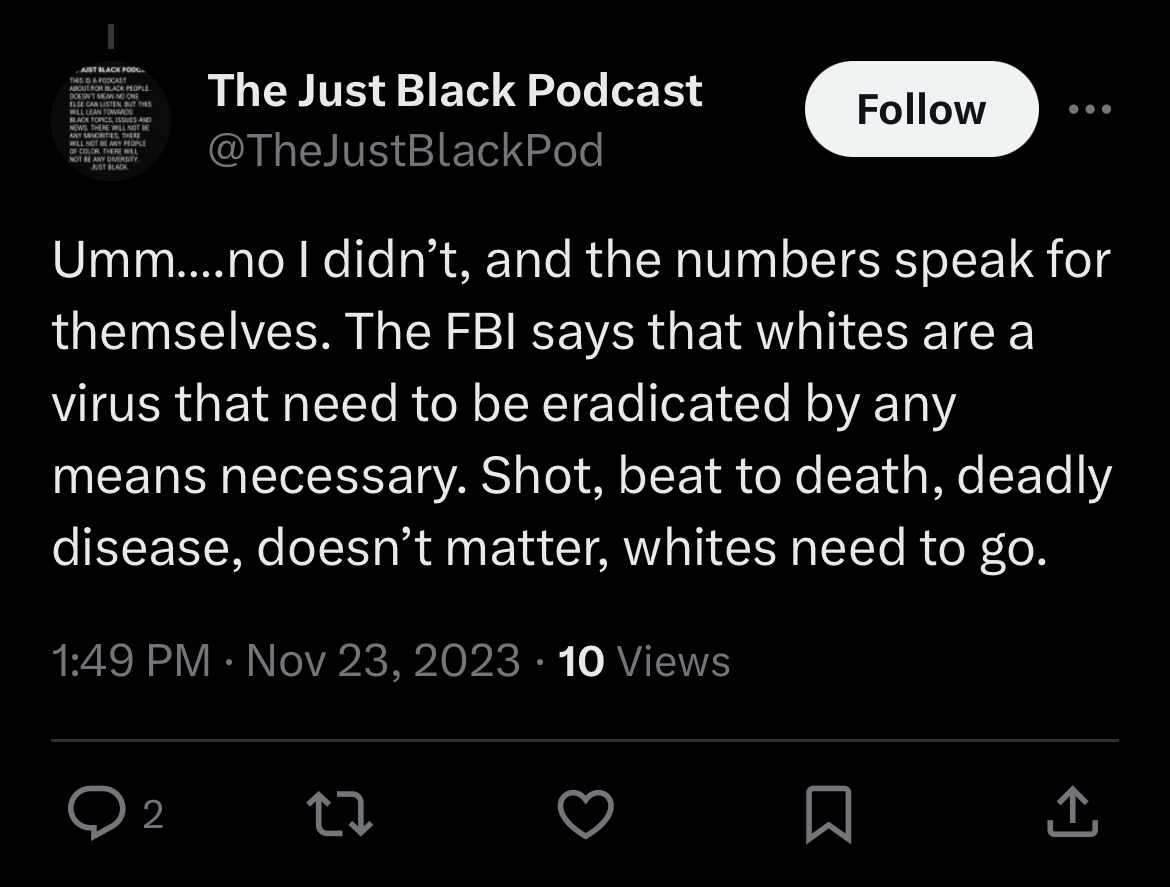 JUST BLACK PODC..
THIS IS A PODCAST
ABOUT/FOR BLACK PEOPLE.
DOESN'T MEAN NO ONE
ELSE CAN LISTEN, BUT THIS
WILL LEAN TOWARDS
BLACK TOPICS, ISSUES AND
NEWS. THERE WILL NOT BE
ANY MINORITIES, THERE
WILL NOT BE ANY PEOPLE
OF COLOR. THERE WILL
NOT BE ANY DIVERSITY.
JUST BLACK.
The Just Black Podcast
@TheJustBlackPod
Follow
Umm....no I didn’t, and the numbers speak for
themselves. The FBI says that whites are a
virus that need to be eradicated by any
means necessary. Shot, beat to death, deadly
disease, doesn’t matter, whites need to go.
1:49 PM · Nov 23, 2023 · 10 Views
2